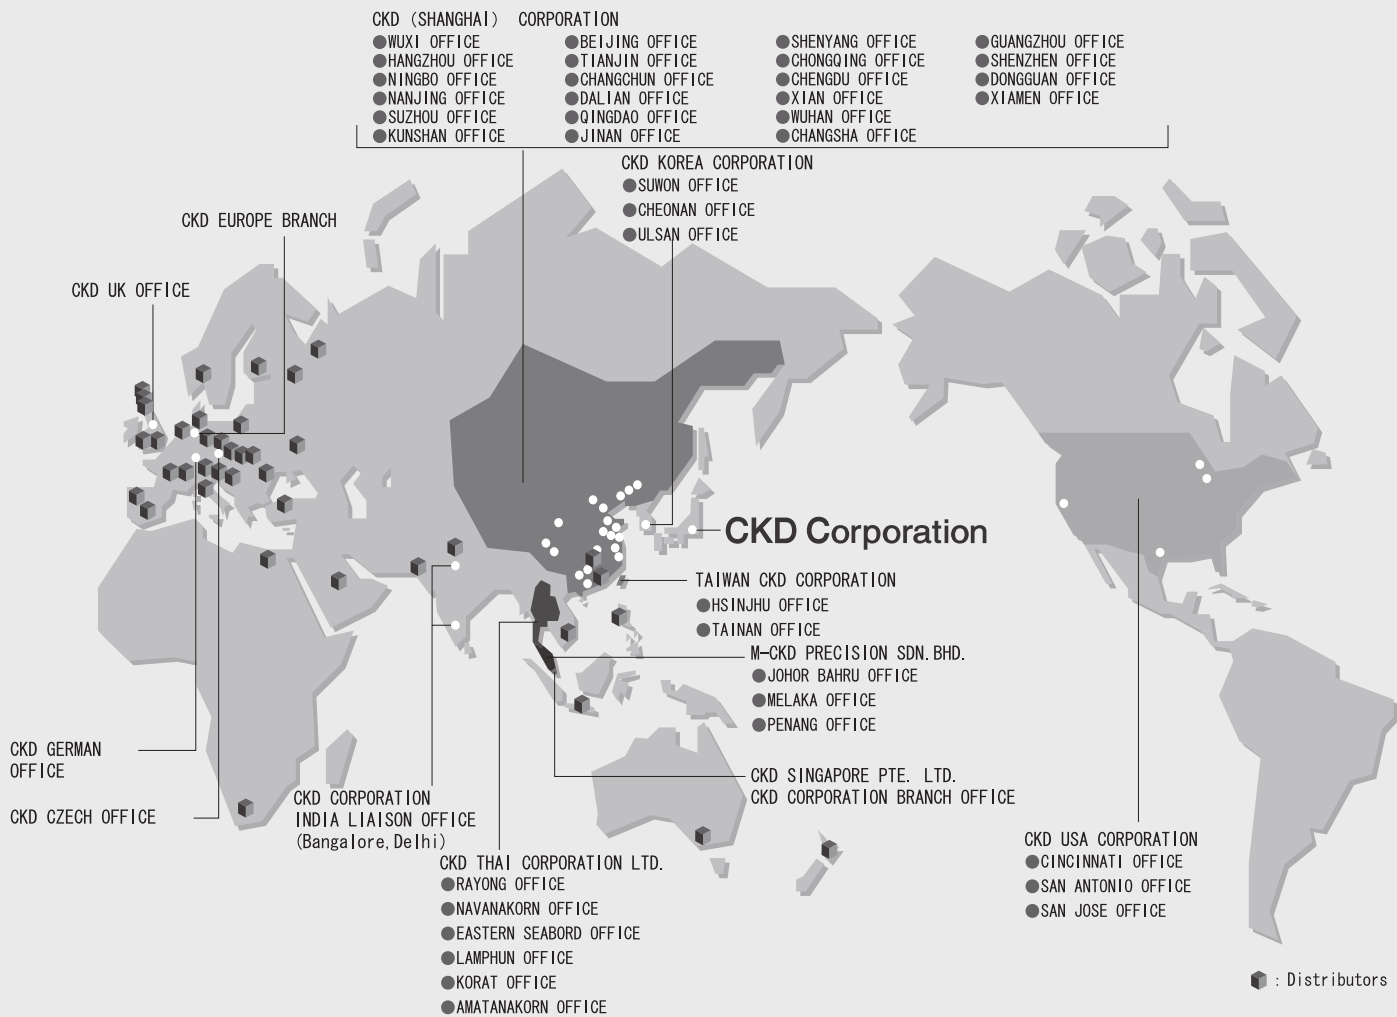 CKD (SHANGHAI) CORPORATION
●WUXI OFFICE
●HANGZHOU OFFICE
●NINGBO OFFICE
●NANJING OFFICE
●SUZHOU OFFICE
●KUNSHAN OFFICE
●BEIJING OFFICE
●TIANJIN OFFICE
●CHANGCHUN OFFICE
●DALIAN OFFICE
●QINGDAO OFFICE
●JINAN OFFICE
●SHENYANG OFFICE
●CHONGQING OFFICE
●CHENGDU OFFICE
●XIAN OFFICE
●WUHAN OFFICE
●CHANGSHA OFFICE
●GUANGZHOU OFFICE
●SHENZHEN OFFICE
●DONGGUAN OFFICE
●XIAMEN OFFICE
CKD KOREA CORPORATION
●SUWON OFFICE
●CHEONAN OFFICE
●ULSAN OFFICE
CKD EUROPE BRANCH
CKD UK OFFICE
CKD Corporation
TAIWAN CKD CORPORATION
●HSINJHU OFFICE
●TAINAN OFFICE
M-CKD PRECISION SDN.BHD.
●JOHOR BAHRU OFFICE
●MELAKA OFFICE
●PENANG OFFICE
CKD SINGAPORE PTE. LTD.
CKD CORPORATION BRANCH OFFICE
CKD GERMAN
OFFICE
CKD CZECH OFFICE
CKD CORPORATION
INDIA LIAISON OFFICE
(Bangalore,Delhi)
CKD THAI CORPORATION LTD.
●RAYONG OFFICE
●NAVANAKORN OFFICE
●EASTERN SEABORD OFFICE
●LAMPHUN OFFICE
●KORAT OFFICE
●AMATANAKORN OFFICE
CKD USA CORPORATION
●CINCINNATI OFFICE
●SAN ANTONIO OFFICE
●SAN JOSE OFFICE
: Distributors